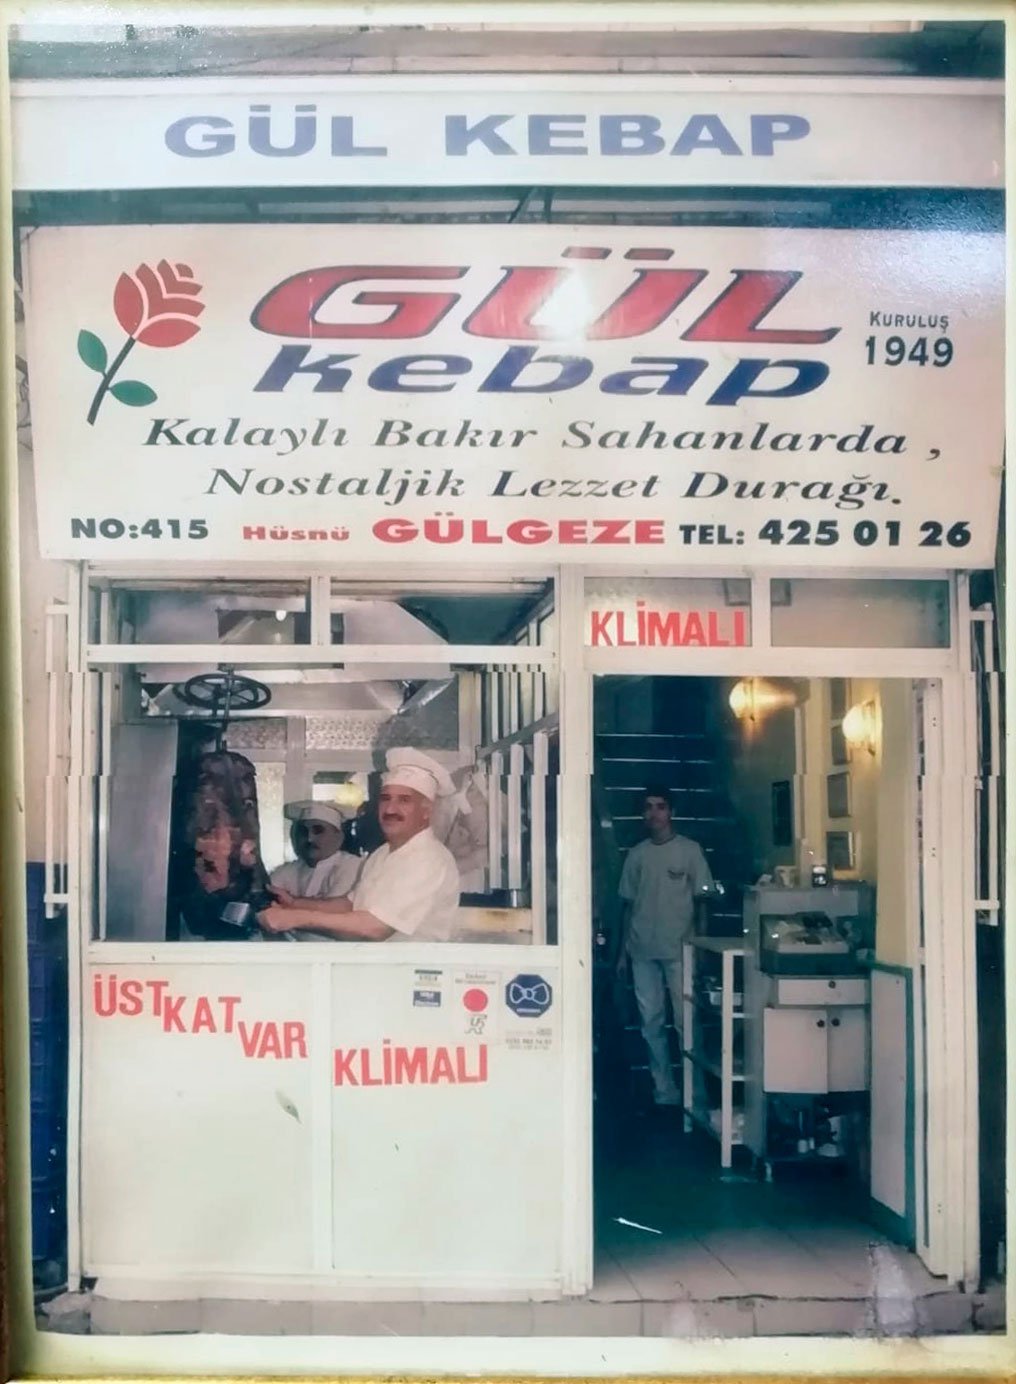 GÜL KEBAP
GÜL
kebap
KURULUŞ
1949
Kalaylı Bakır Sahanlarda ,
Nostaljik Lezzet Durağı.
NO:415 Hüsnü GÜLGEZE TEL: 425 01 26
KLİMALI
ÜST KAT VAR
KLİMALI